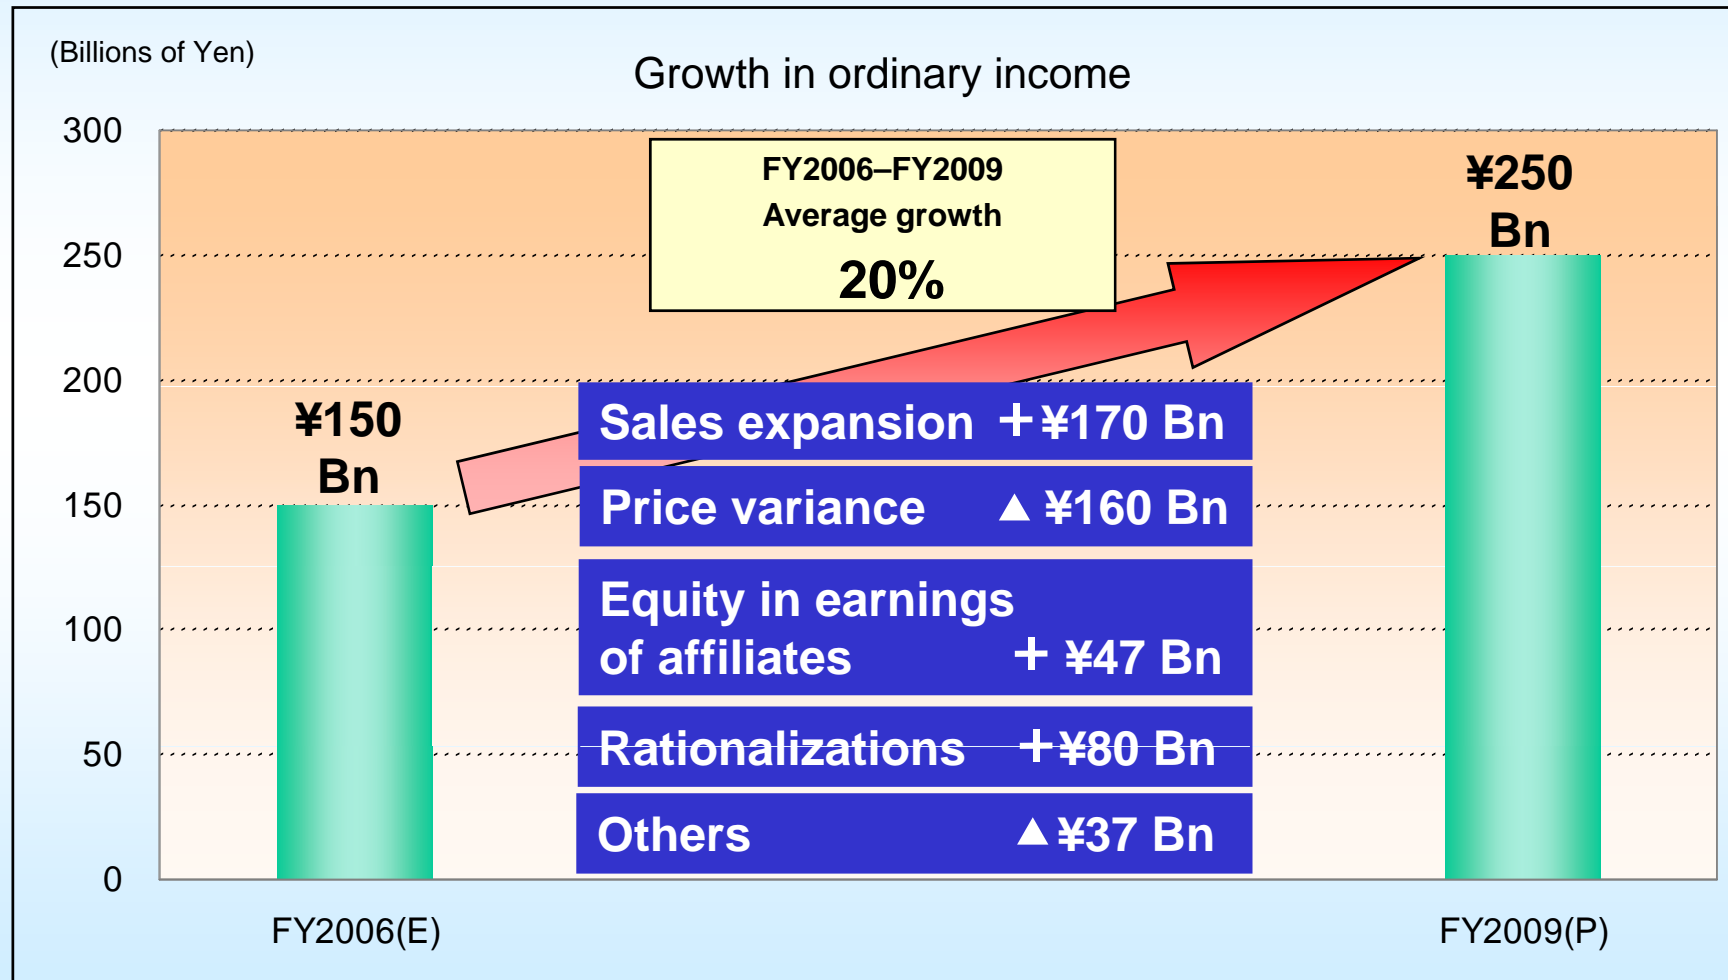 (Billions of Yen)
Growth in ordinary income
300
250
200
150
100
50
0
FY2006–FY2009
Average growth
20%
¥150
Bn
¥250
Bn
Sales expansion +¥170 Bn
Price variance ▲ ¥160 Bn
Equity in earnings
of affiliates + ¥47 Bn
Rationalizations +¥80 Bn
Others ▲¥37 Bn
FY2006(E)
FY2009(P)